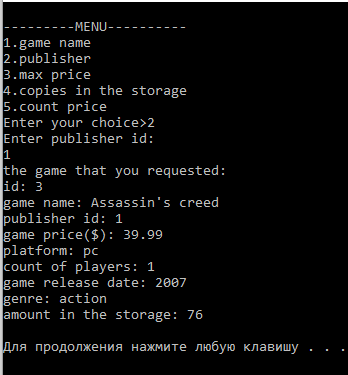 ---------MENU----------
1.game name
2.publisher
3.max price
4.copies in the storage
5.count price
Enter your choice>2
Enter publisher id:
1
the game that you requested:
id: 3
game name: Assassin's creed
publisher id: 1
game price($): 39.99
platform: pc
count of players: 1
game release date: 2007
genre: action
amount in the storage: 76
Для продолжения нажмите любую клавишу . . .